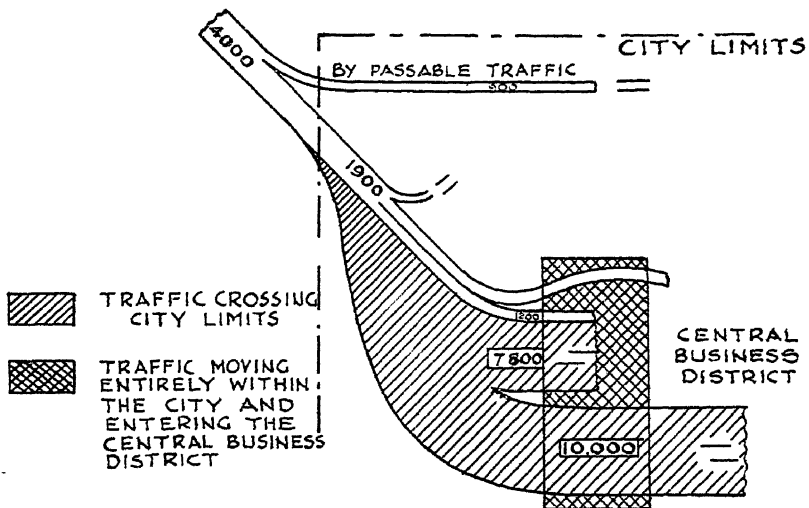 4000
CITY LIMITS
BY PASSABLE TRAFFIC
1900
200
7800
10.000
CENTRAL
BUSINESS
DISTRICT
TRAFFIC CROSSING
CITY LIMITS
TRAFFIC MOVING
ENTIRELY WITHIN
THE CITY AND
ENTERING THE
CENTRAL BUSINESS
DISTRICT